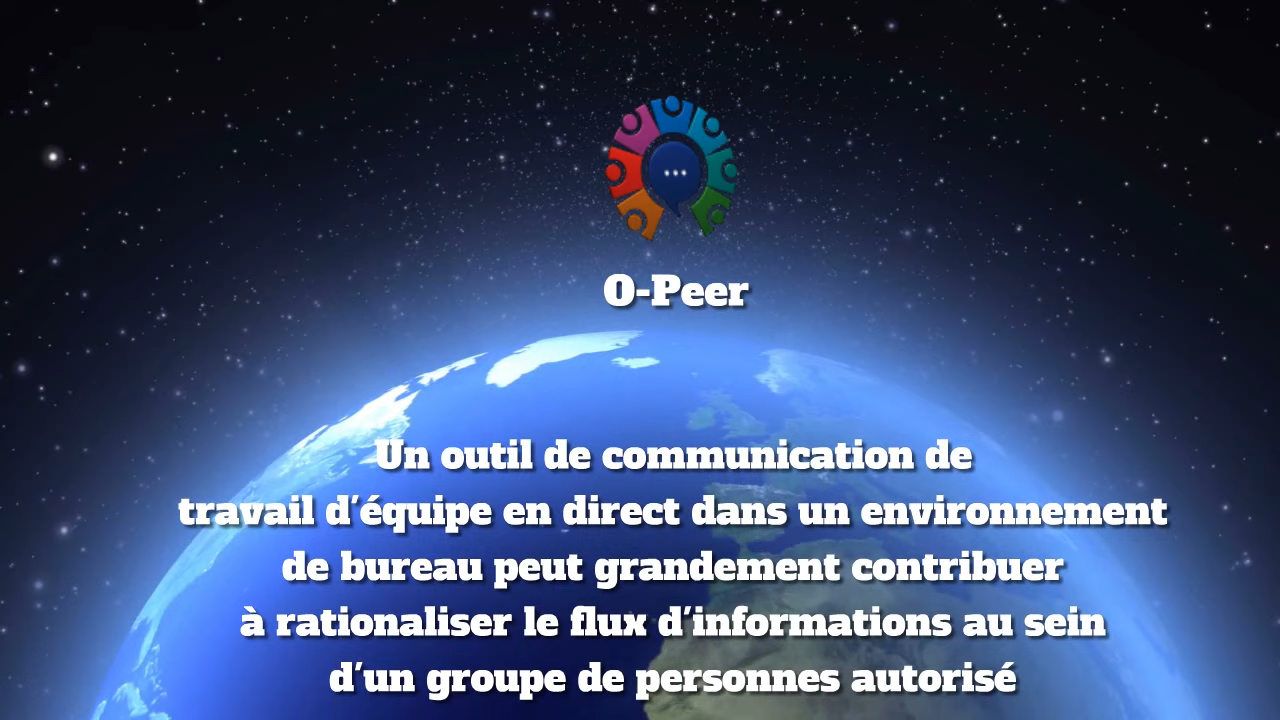 O-Peer
Un outil de communication de
travail d'équipe en direct dans un environnement
de bureau peut grandement contribuer
à rationaliser le flux d'informations au sein
d'un groupe de personnes autorisé